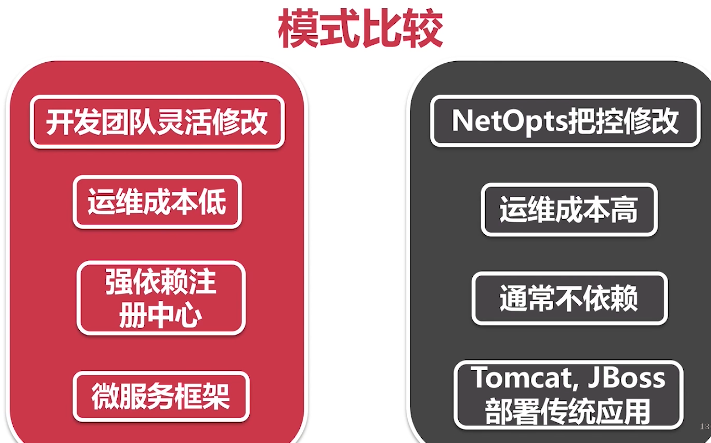 模式比较
开发团队灵活修改
运维成本低
强依赖注
册中心
微服务框架
NetOpts把控修改
运维成本高
通常不依赖
Tomcat, JBoss
部署传统应用
13